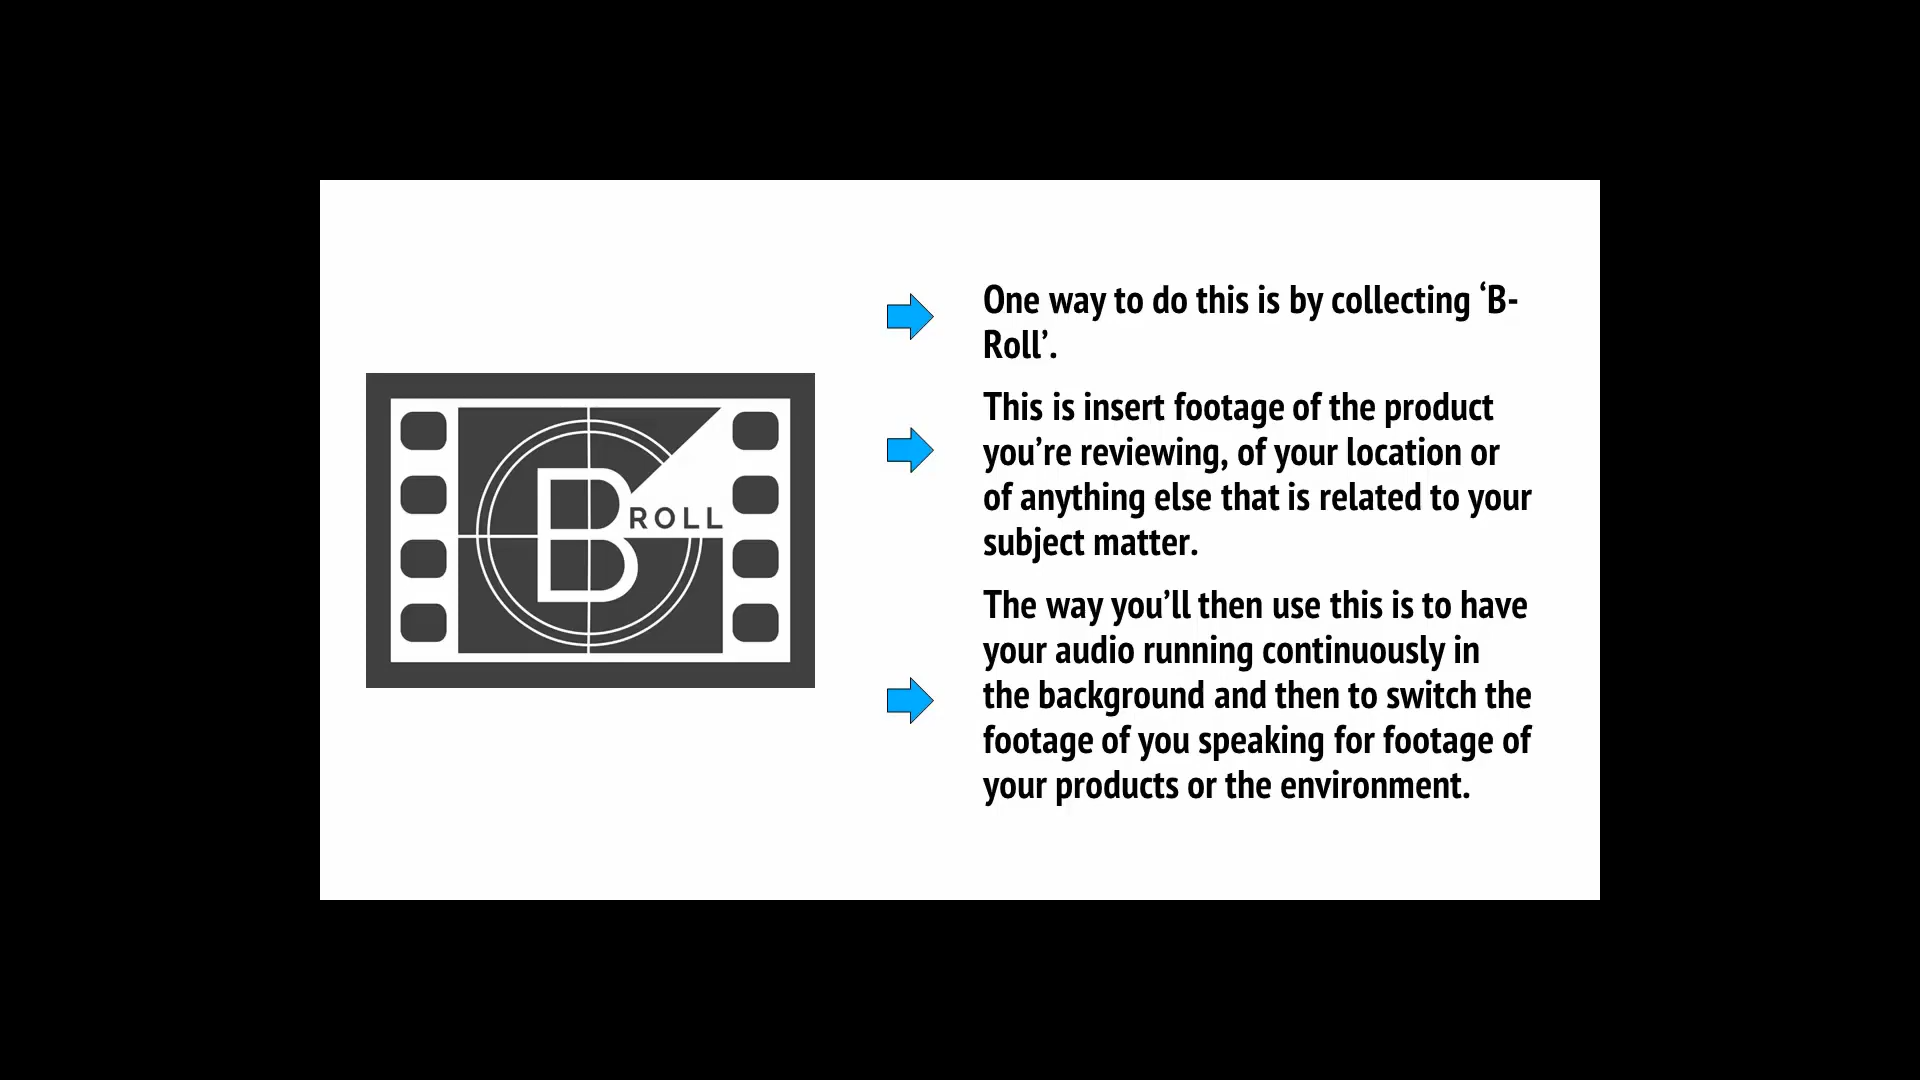 B ROLL
One way to do this is by collecting ‘B-
Roll’.
This is insert footage of the product
you’re reviewing, of your location or
of anything else that is related to your
subject matter.
The way you’ll then use this is to have
your audio running continuously in
the background and then to switch the
footage of you speaking for footage of
your products or the environment.